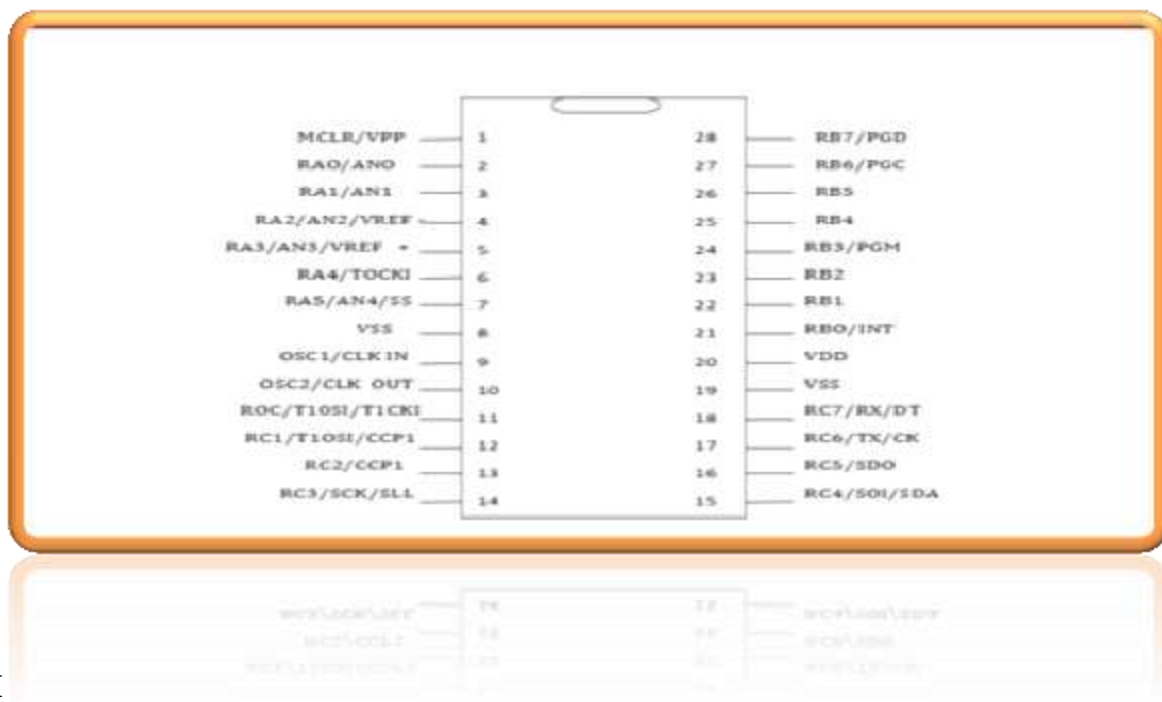 MCLR/VPP 1 28 RB7/PGD
RA0/AN0 2 27 RB6/PGC
RA1/AN1 3 26 RB5
RA2/AN2/VREF - 4 25 RB4
RA3/AN3/VREF + 5 24 RB3/PGM
RA4/TOCKI 6 23 RB2
RA5/AN4/SS 7 22 RB1
VSS 8 21 RB0/INT
OSC1/CLK IN 9 20 VDD
OSC2/CLK OUT 10 19 VSS
ROC/T1OSI/T1CKI 11 18 RC7/RX/DT
RC1/T1OSI/CCP1 12 17 RC6/TX/CK
RC2/CCP1 13 16 RC5/SDO
RC3/SCK/SLL 14 15 RC4/SOI/SDA